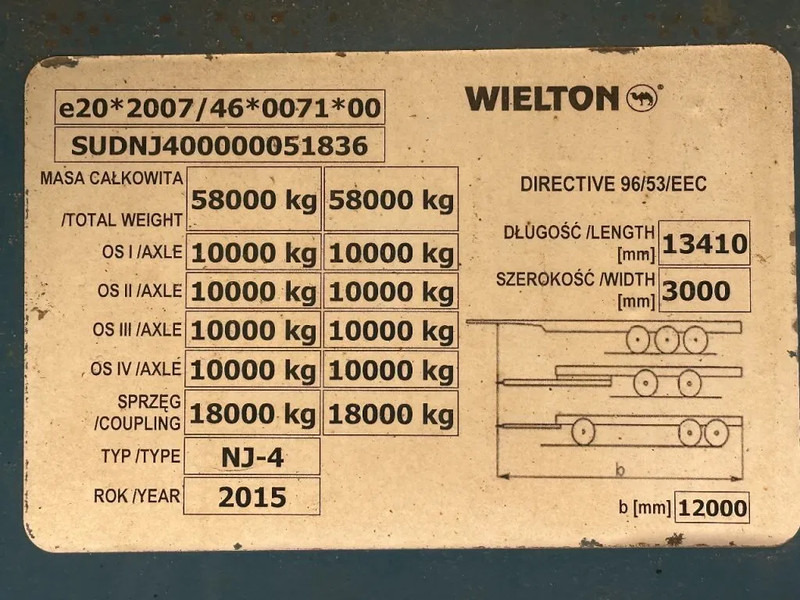 e20*2007/46*0071*00
WIELTON
SUDNJ400000051836
MASA CAŁKOWITA
/TOTAL WEIGHT 58000 kg 58000 kg
DIRECTIVE 96/53/EEC
OS I /AXLE 10000 kg 10000 kg
DŁUGOŚĆ /LENGTH
[mm] 13410
OS II /AXLE 10000 kg 10000 kg
SZEROKOŚĆ /WIDTH
[mm] 3000
OS III /AXLE 10000 kg 10000 kg
OS IV /AXLE 10000 kg 10000 kg
SPRZĘG
/COUPLING 18000 kg 18000 kg
TYP /TYPE NJ-4
b
ROK /YEAR 2015
b [mm] 12000